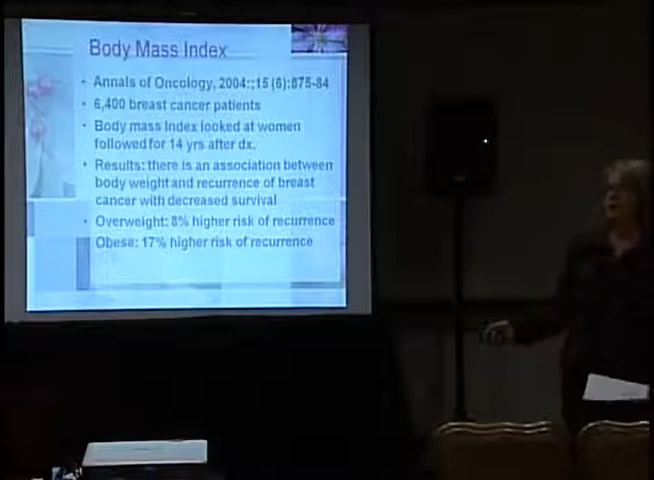 Body Mass Index
• Annals of Oncology, 2004:;15 (6):875-84
• 6,400 breast cancer patients
• Body mass Index looked at women
followed for 14 yrs after dx.
• Results: there is an association between
body weight and recurrence of breast
cancer with decreased survival
• Overweight: 8% higher risk of recurrence
Obese: 17% higher risk of recurrence